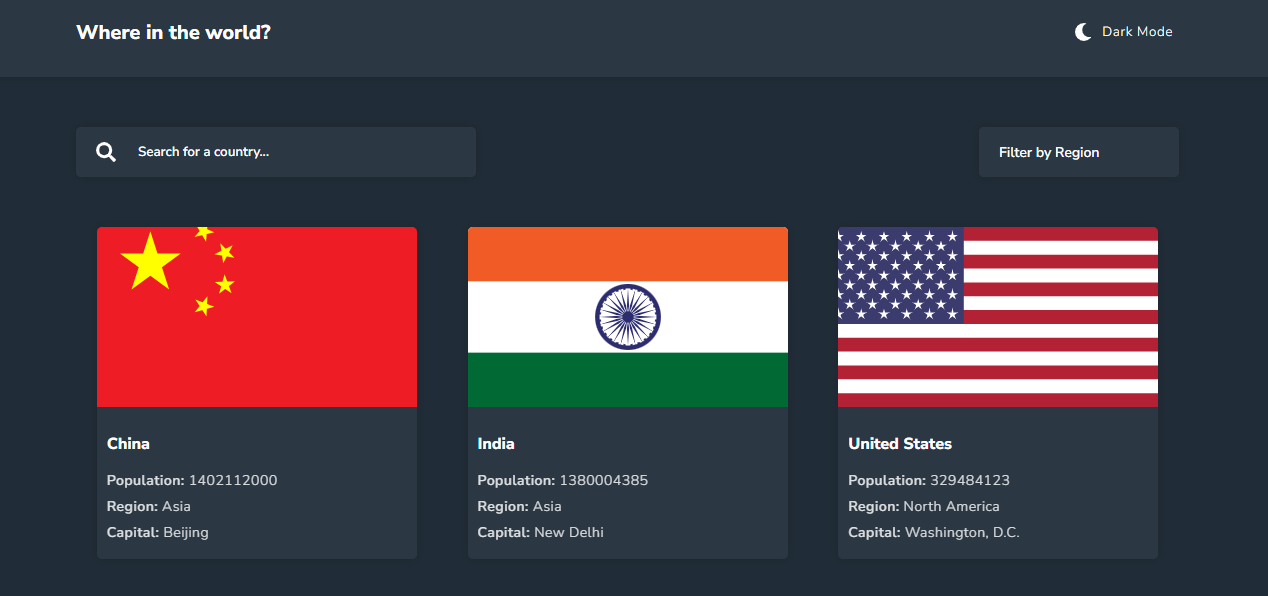 Where in the world?
Dark Mode
Search for a country...
Filter by Region
China
Population: 1402112000
Region: Asia
Capital: Beijing
India
Population: 1380004385
Region: Asia
Capital: New Delhi
United States
Population: 329484123
Region: North America
Capital: Washington, D.C.